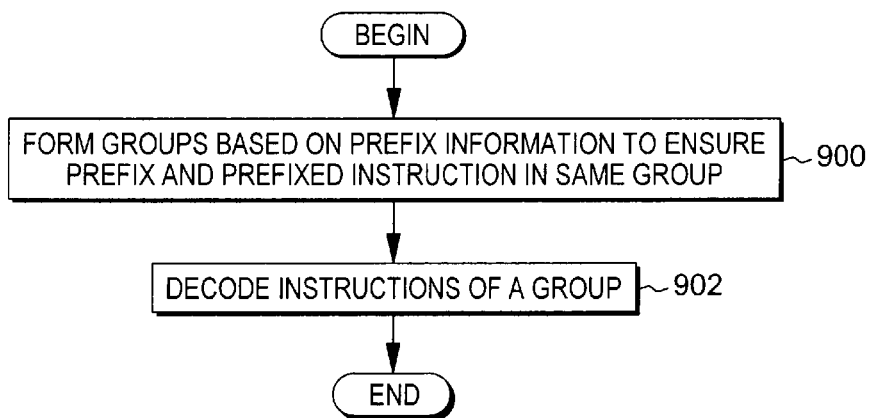 BEGIN
FORM GROUPS BASED ON PREFIX INFORMATION TO ENSURE
PREFIX AND PREFIXED INSTRUCTION IN SAME GROUP
900
DECODE INSTRUCTIONS OF A GROUP
902
END